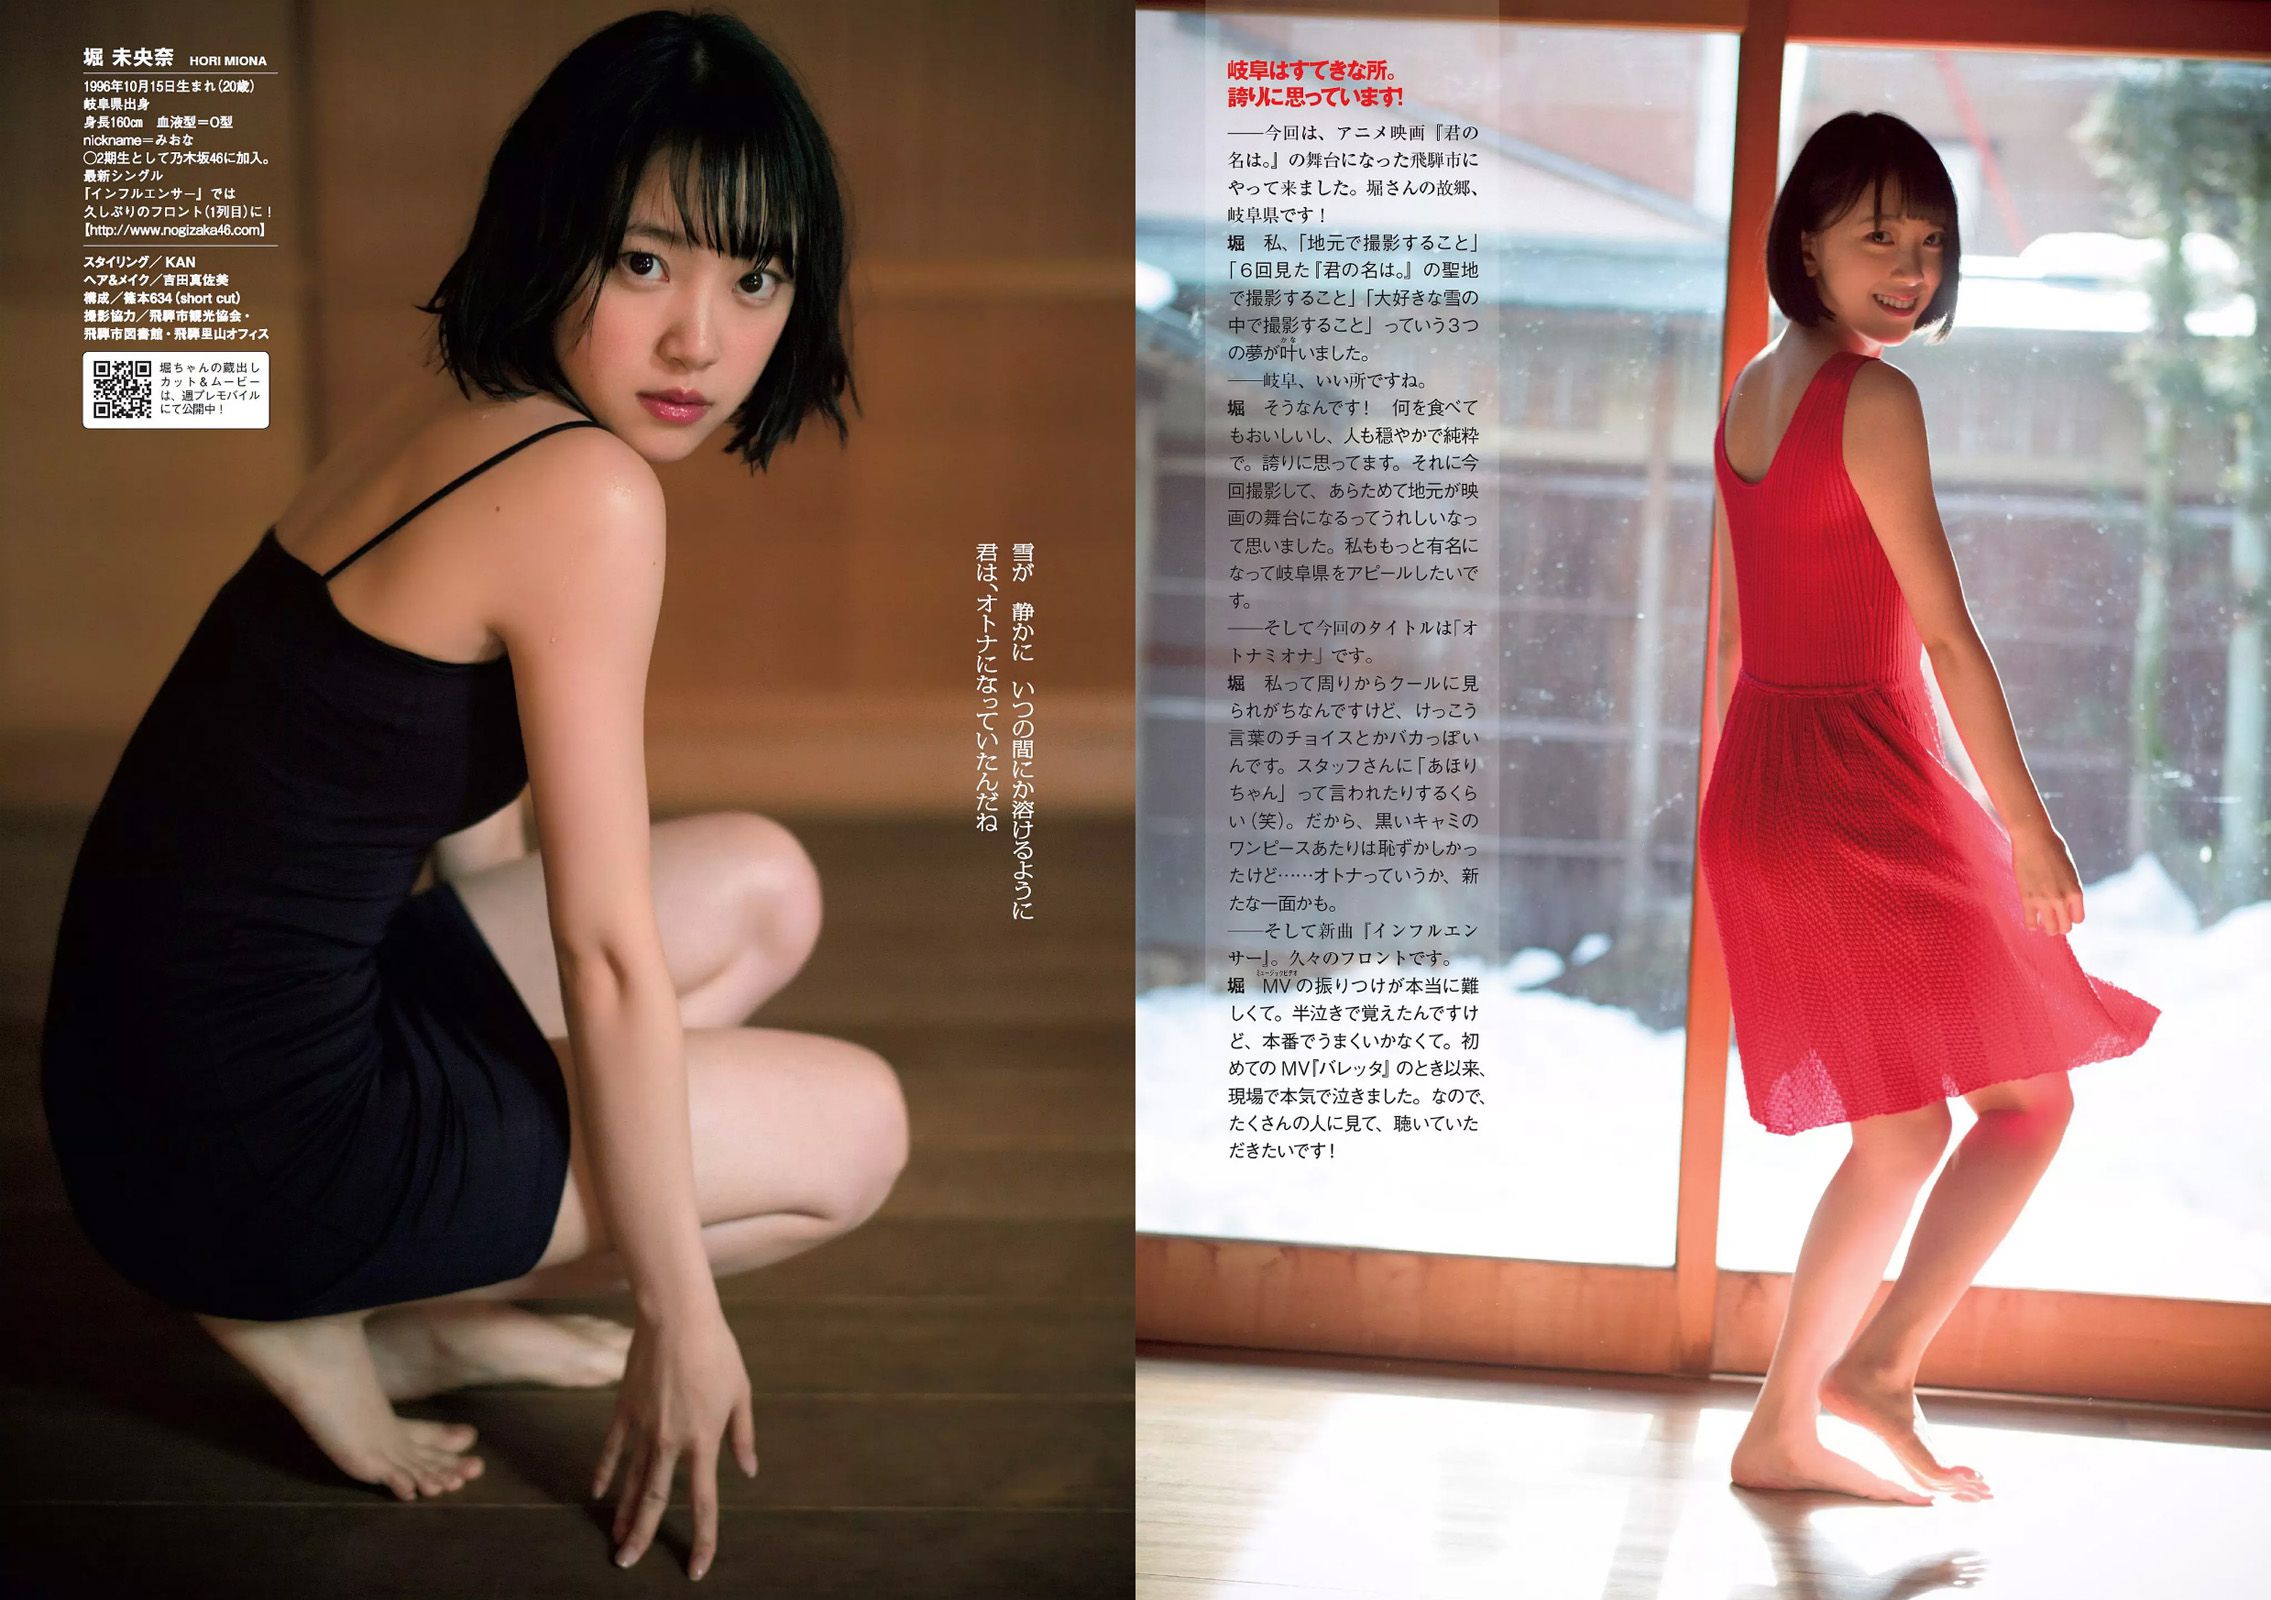 堀 未央奈 HORI MIONA
1996年10月15日生まれ(20歳)
岐阜県出身
身長160㎝　血液型＝O型
nickname＝みおな
○2期生として乃木坂46に加入。
最新シングル
『インフルエンサー』では
久しぶりのフロント(1列目)に！
【http://www.nogizaka46.com】
スタイリング／KAN
ヘア&メイク／吉田真佐美
構成／篠本634(short cut)
撮影協力／飛騨市観光協会・
飛騨市図書館・飛騨里山オフィス
堀ちゃんの蔵出し
カット＆ムービー
は、週プレモバイル
にて公開中！
雪が　静かに　いつの間にか溶けるように
君は、オトナになっていたんだね
岐阜はすてきな所。
誇りに思っています!
――今回は、アニメ映画『君の
名は。』の舞台になった飛騨市に
やって来ました。堀さんの故郷、
岐阜県です！
堀　私、「地元で撮影すること」
「6回見た『君の名は。』の聖地
で撮影すること」「大好きな雪の
中で撮影すること」っていう3つ
かな
の夢が叶いました。
――岐阜、いい所ですね。
堀　そうなんです！　何を食べて
もおいしいし、人も穏やかで純粋
で。誇りに思ってます。それに今
回撮影して、あらためて地元が映
画の舞台になるってうれしいなっ
て思いました。私ももっと有名に
なって岐阜県をアピールしたいで
す。
――そして今回のタイトルは「オ
トナミオナ」です。
堀　私って周りからクールに見
られがちなんですけど、けっこう
言葉のチョイスとかバカっぽい
んです。スタッフさんに「あほり
ちゃん」って言われたりするくら
い(笑)。だから、黒いキャミの
ワンピースあたりは恥ずかしかっ
たけど……オトナっていうか、新
たな一面かも。
――そして新曲『インフルエン
サー』。久々のフロントです。
ミュージックビデオ
堀　MVの振りつけが本当に難
しくて。半泣きで覚えたんですけ
ど、本番でうまくいかなくて。初
めてのMV『バレッタ』のとき以来、
現場で本気で泣きました。なので、
たくさんの人に見て、聴いていた
だきたいです！